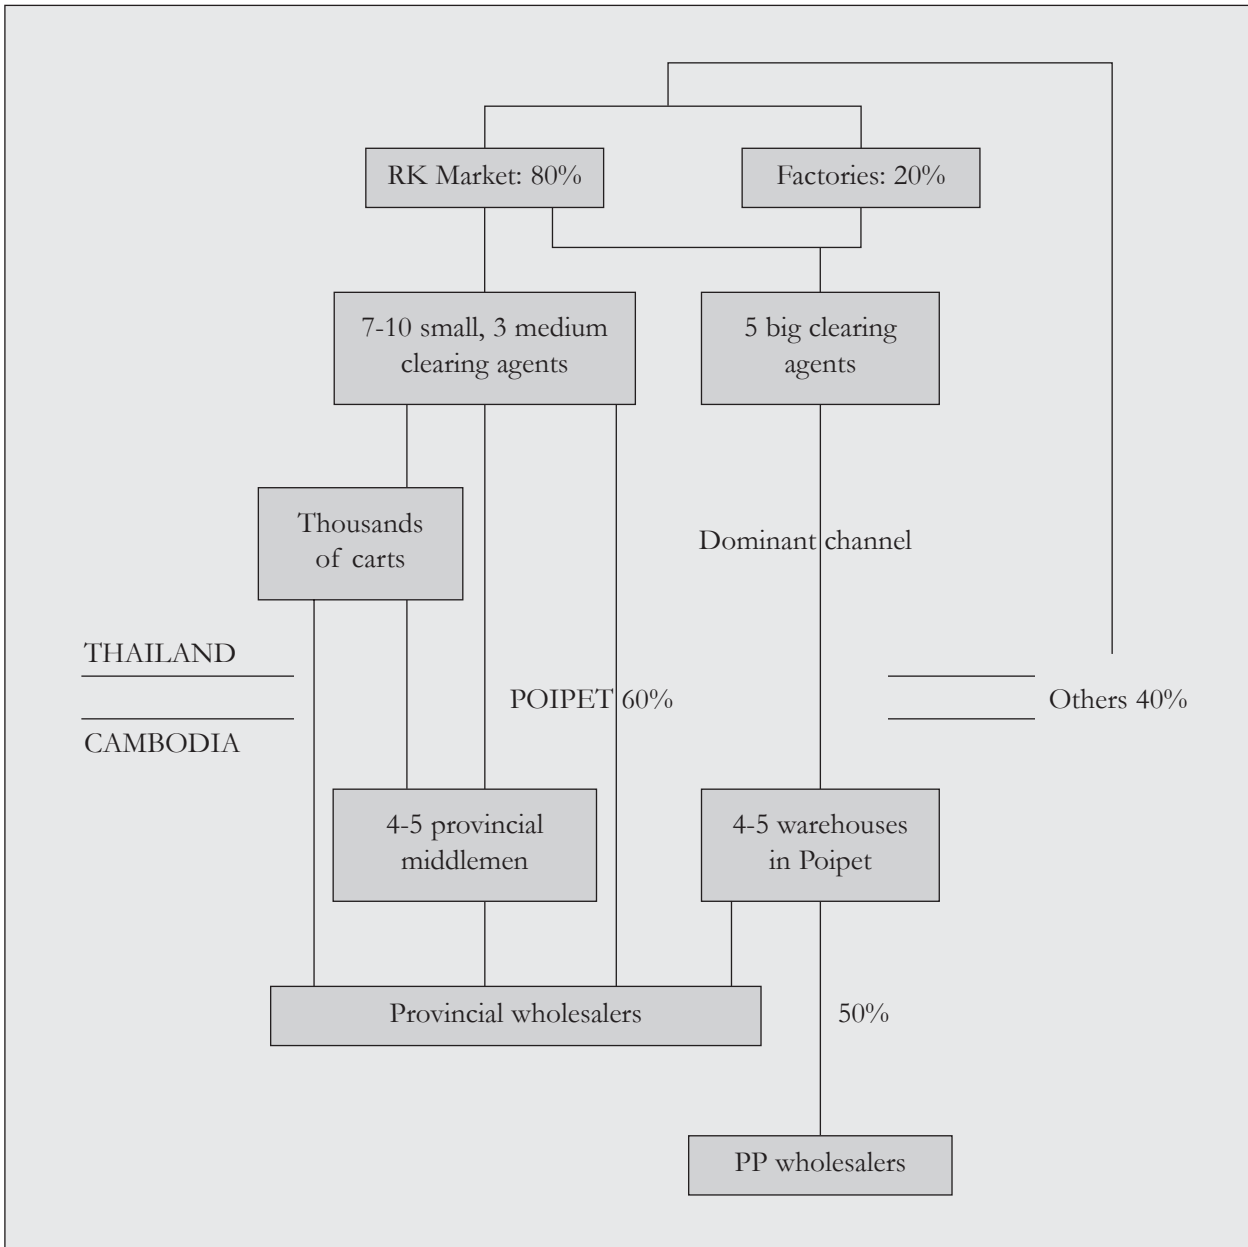 RK Market: 80%
Factories: 20%
7-10 small, 3 medium
clearing agents
5 big clearing
agents
Thousands
of carts
Dominant channel
THAILAND
POIPET 60%
Others 40%
CAMBODIA
4-5 provincial
middlemen
4-5 warehouses
in Poipet
Provincial wholesalers
50%
PP wholesalers